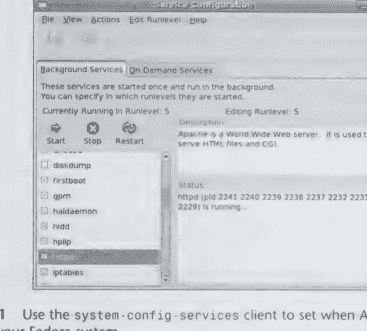 Service Configuration
File View Actions Edit Runlevel Help
Background Services On Demand Services
These services are started once and run in the background.
You can specify in which runlevels they are started.
Currently Running in Runlevel: 5 Editing Runlevel: 5
Start Stop Restart
Description
Apache is a World Wide Web server. It is used t
serve HTML files and CGI.
diskdump
firstboot
gpm
haldaemon
hidd
hplip
iptables
Status
httpd (pid 2241 2240 2239 2238 2237 2232 2231
2229) is running...
1 Use the system-config-services client to set when A
your Fedora system